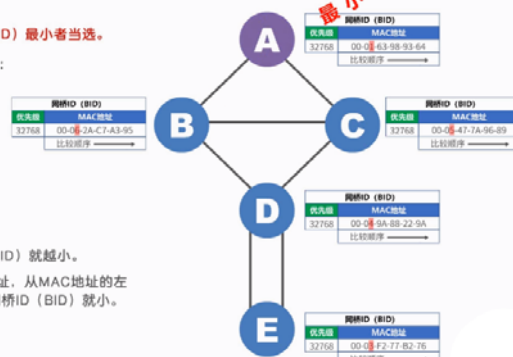 最小
D）最小者当选。
:
A
网桥ID（BID）
优先级 MAC地址
32768 00-01-63-98-93-64
比较顺序
网桥ID（BID）
优先级 MAC地址
32768 00-06-2A-C7-A3-95
比较顺序
B
C
网桥ID（BID）
优先级 MAC地址
32768 00-05-47-7A-96-89
比较顺序
D
网桥ID（BID）
优先级 MAC地址
32768 00-04-9A-88-22-9A
比较顺序
ID）就越小。
址，从MAC地址的左
桥ID（BID）就小。
E
网桥ID（BID）
优先级 MAC地址
32768 00-03-F2-77-B2-76